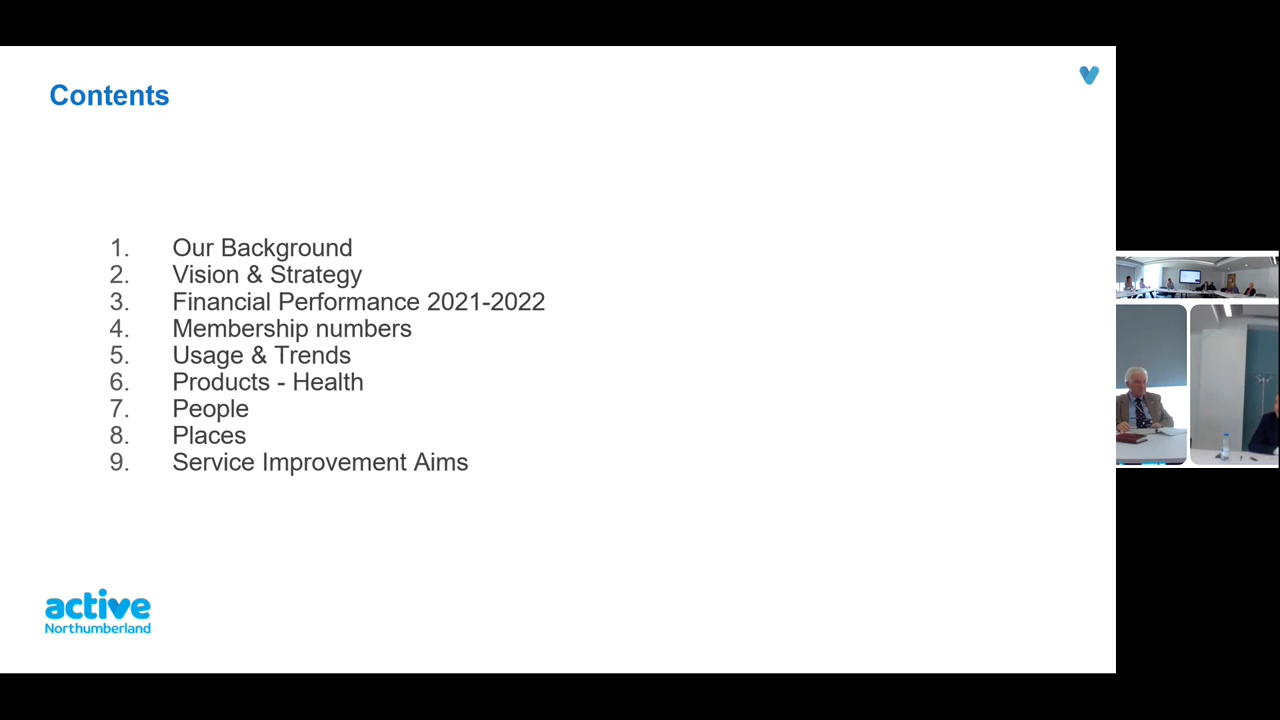 Contents
1. Our Background
2. Vision & Strategy
3. Financial Performance 2021-2022
4. Membership numbers
5. Usage & Trends
6. Products - Health
7. People
8. Places
9. Service Improvement Aims
active
Northumberland